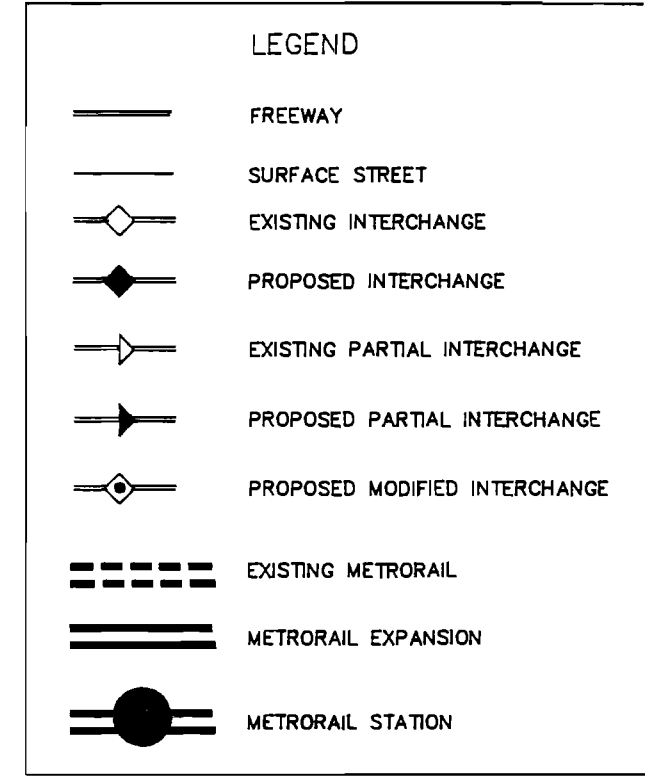 LEGEND
FREEWAY
SURFACE STREET
EXISTING INTERCHANGE
PROPOSED INTERCHANGE
EXISTING PARTIAL INTERCHANGE
PROPOSED PARTIAL INTERCHANGE
PROPOSED MODIFIED INTERCHANGE
EXISTING METRORAIL
METRORAIL EXPANSION
METRORAIL STATION